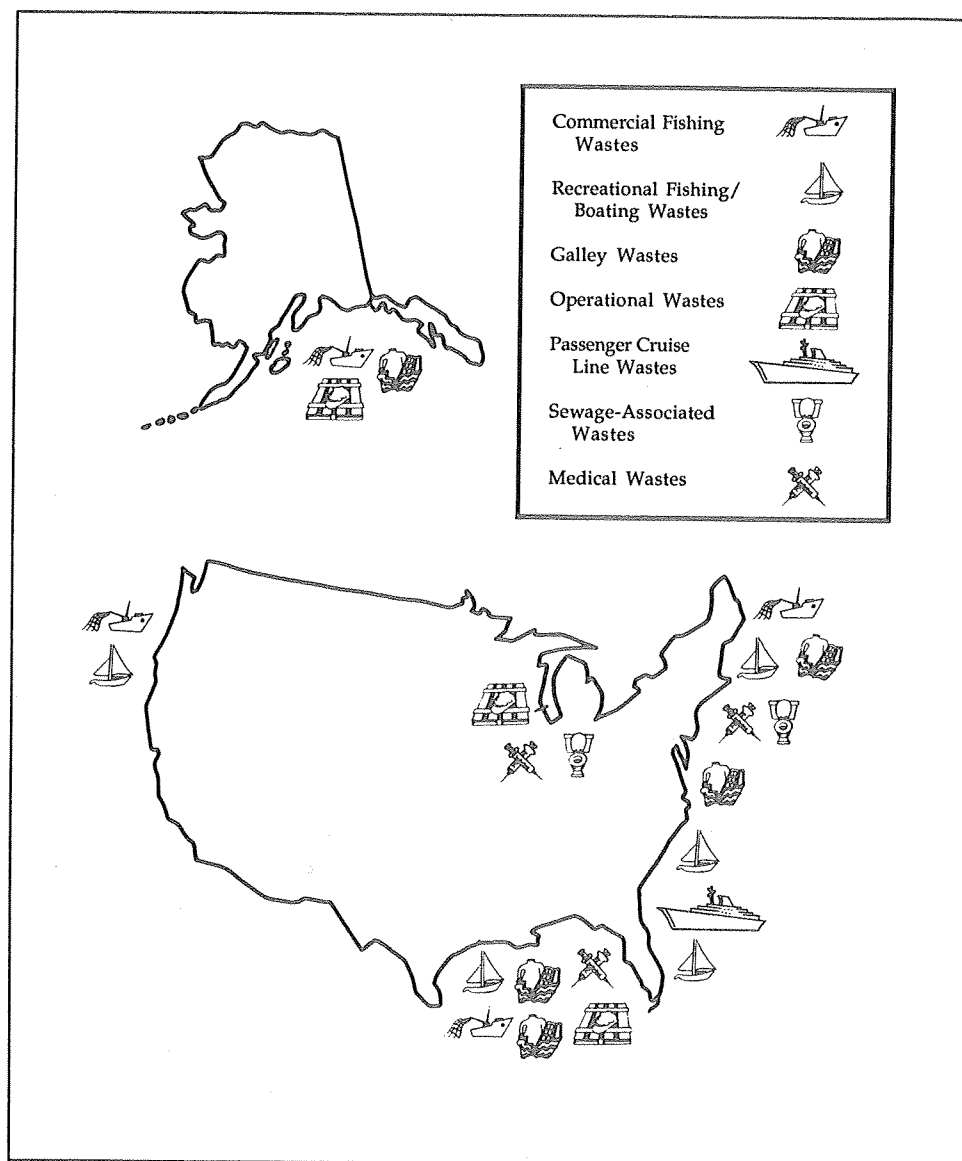 Commercial Fishing
Wastes
Recreational Fishing/
Boating Wastes
Galley Wastes
Operational Wastes
Passenger Cruise
Line Wastes
Sewage-Associated
Wastes
Medical Wastes